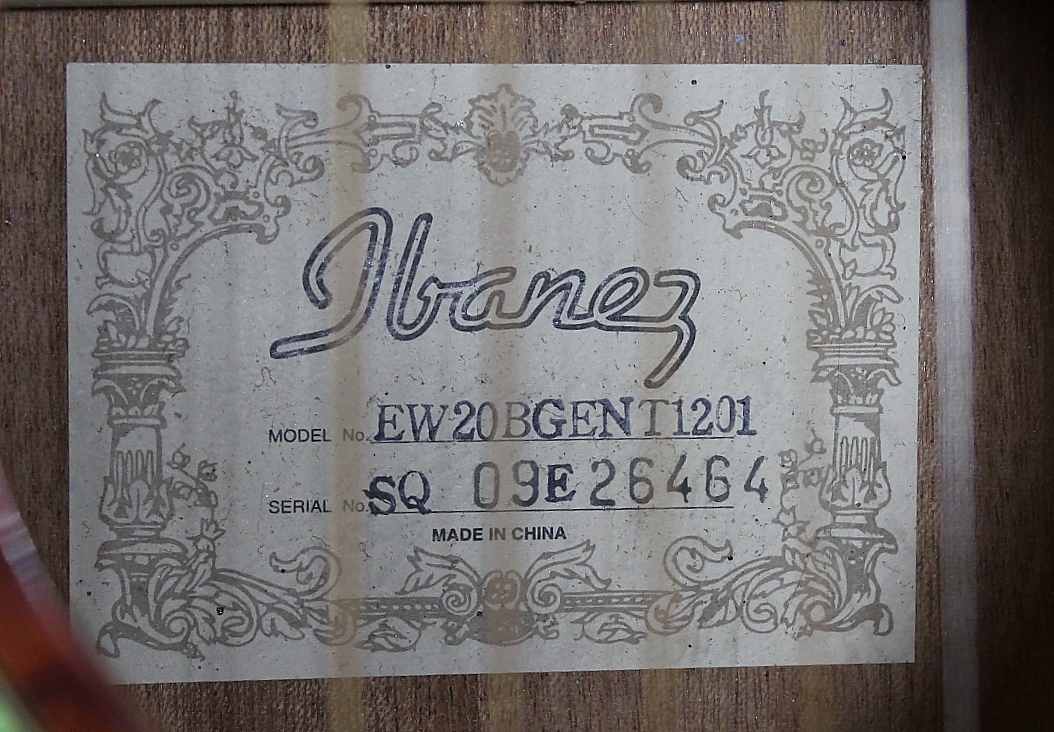 Ibanez
MODEL No. EW20BGENT1201
SERIAL No. SQ 09E26464
MADE IN CHINA